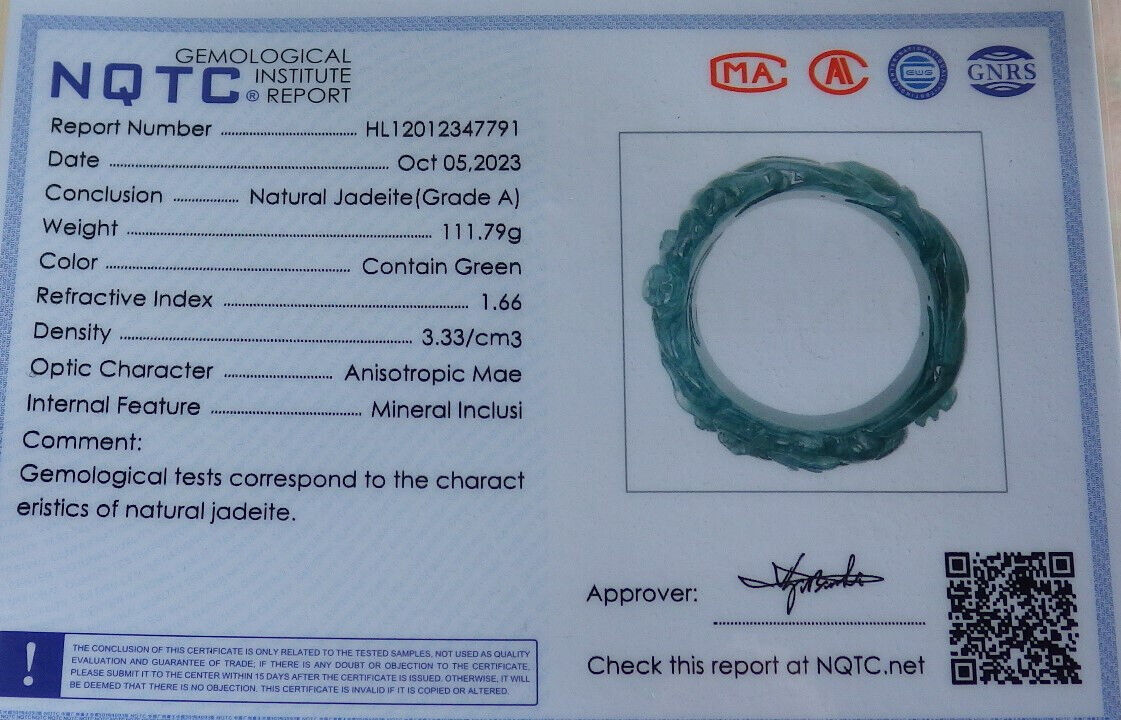 NQTC ® GEMOLOGICAL
INSTITUTE
REPORT
Report Number ........................ HL12012347791
Date ........................ Oct 05,2023
Conclusion ............ Natural Jadeite(Grade A)
Weight ........................ 111.79g
Color ........................ Contain Green
Refractive Index ........................ 1.66
Density ........................ 3.33/cm3
Optic Character ............ Anisotropic Mae
Internal Feature ............ Mineral Inclusi
Comment:
Gemological tests correspond to the charact
eristics of natural jadeite.
THE CONCLUSION OF THIS CERTIFICATE IS ONLY RELATED TO THE TESTED SAMPLES, NOT USED AS QUALITY
EVALUATION AND GUARANTEE OF TRADE; IF THERE IS ANY DOUBT OR OBJECTION TO THE CERTIFICATE,
PLEASE SUBMIT IT TO THE CENTER WITHIN 15 DAYS AFTER THE CERTIFICATE IS ISSUED. OTHERWISE, IT WILL
BE DEEMED THAT THERE IS NO OBJECTION. THIS CERTIFICATE IS INVALID IF IT IS COPIED OR ALTERED.
MA AL GNRS
Approver:
Check this report at NQTC.net